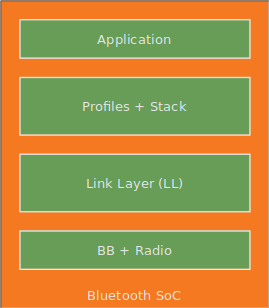 Application
Profiles + Stack
Link Layer (LL)
BB + Radio
Bluetooth SoC